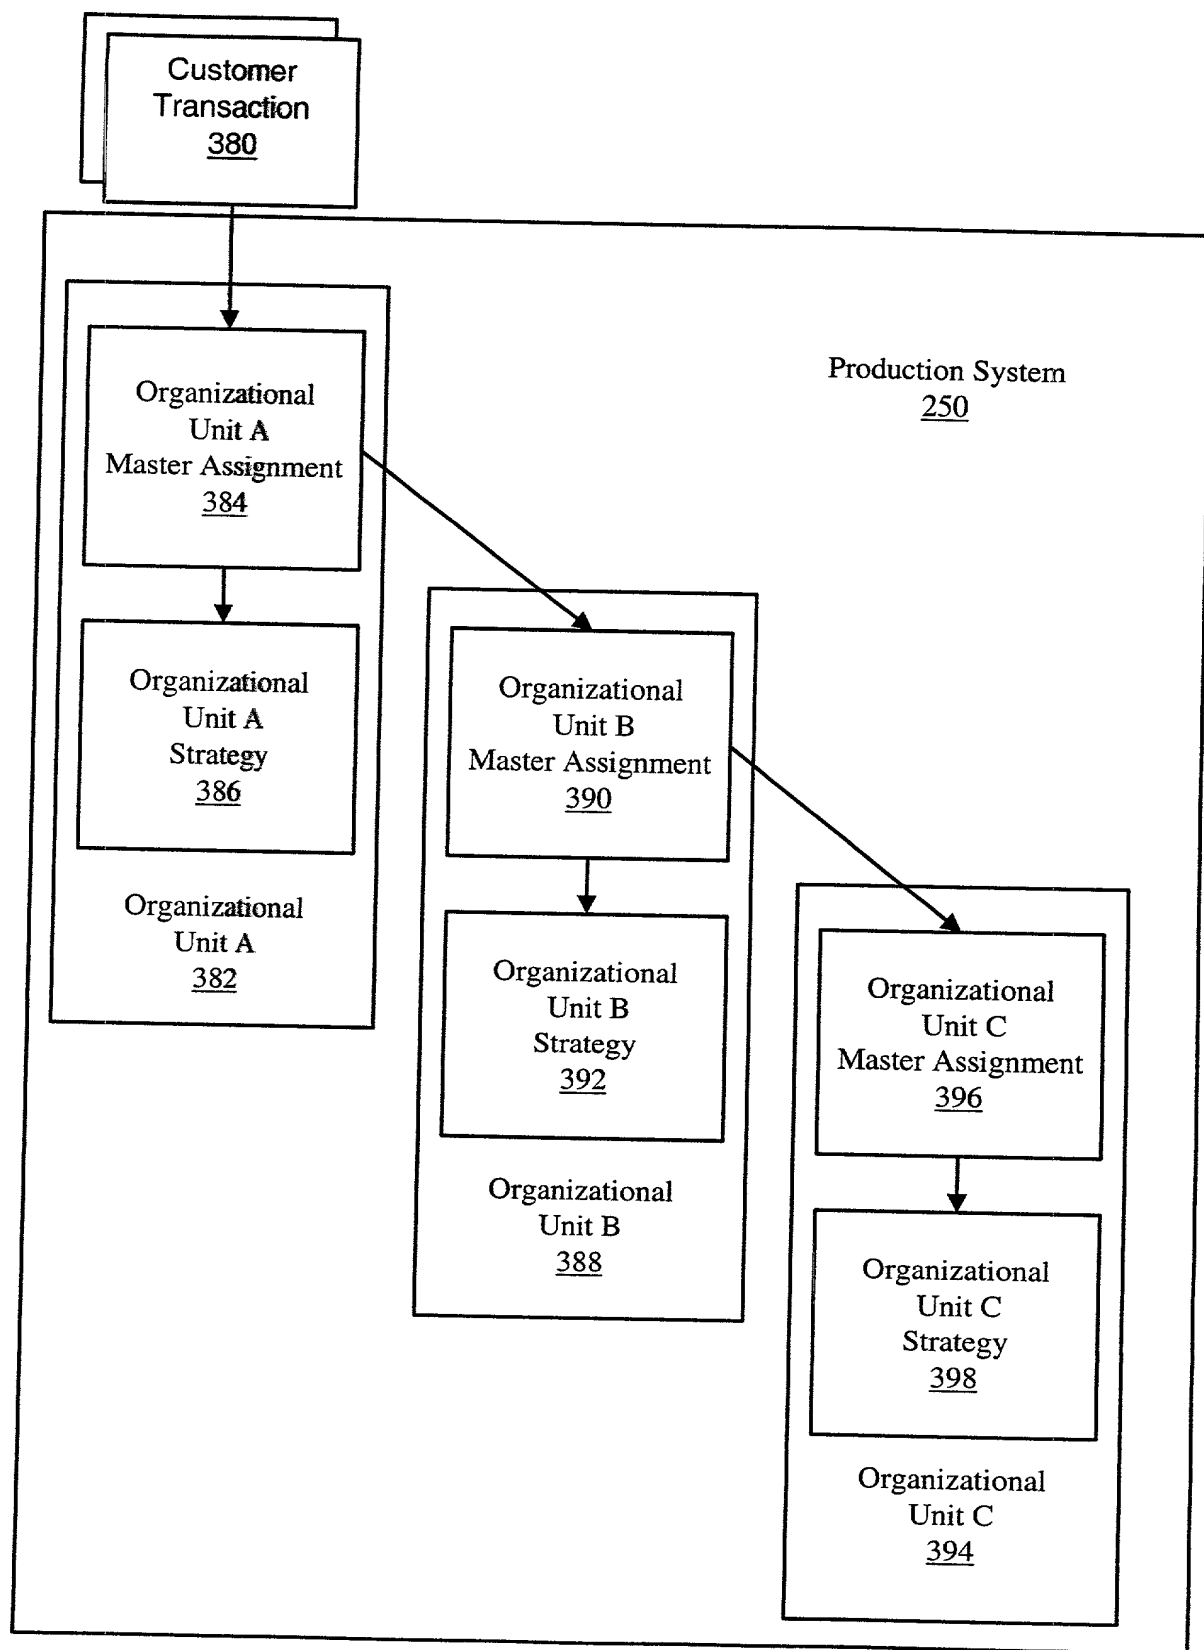 Customer
Transaction
380
Production System
250
Organizational
Unit A
Master Assignment
384
Organizational
Unit A
Strategy
386
Organizational
Unit A
382
Organizational
Unit B
Master Assignment
390
Organizational
Unit B
Strategy
392
Organizational
Unit B
388
Organizational
Unit C
Master Assignment
396
Organizational
Unit C
Strategy
398
Organizational
Unit C
394